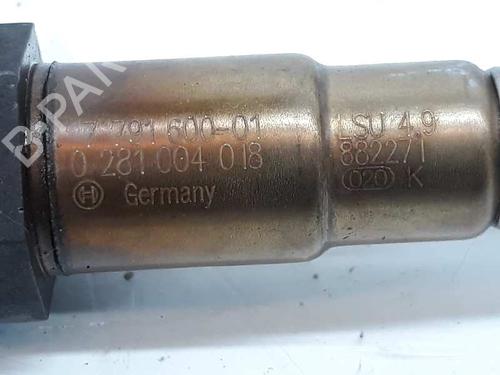 7 791 600-01
0 281 004 018
Germany
LSU 4.9
882271
020 K
B-PAR